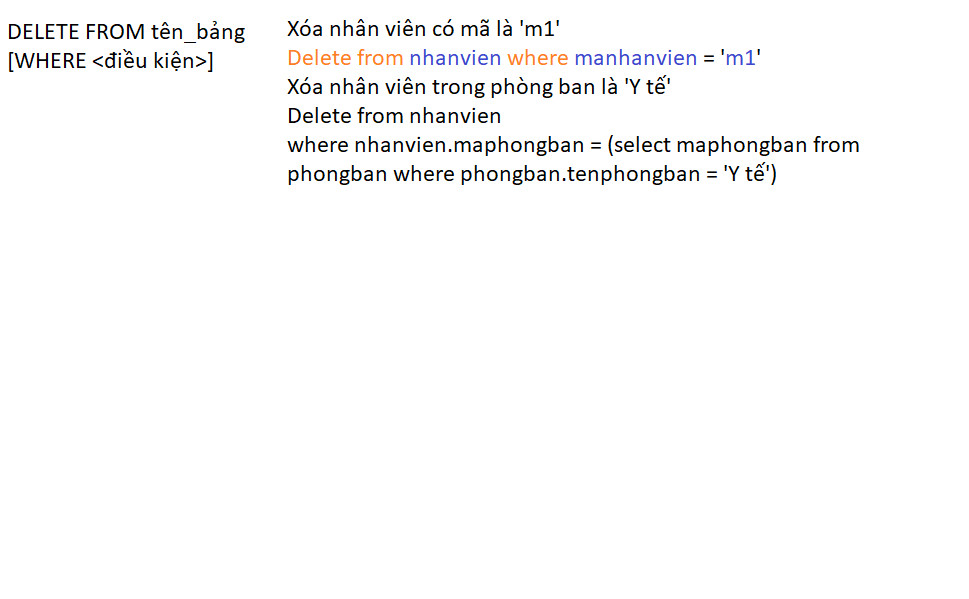 DELETE FROM tên_bảng
[WHERE <điều kiện>]
Xóa nhân viên có mã là 'm1'
Delete from nhanvien where manhanvien = 'm1'
Xóa nhân viên trong phòng ban là 'Y tế'
Delete from nhanvien
where nhanvien.maphongban = (select maphongban from
phongban where phongban.tenphongban = 'Y tế')